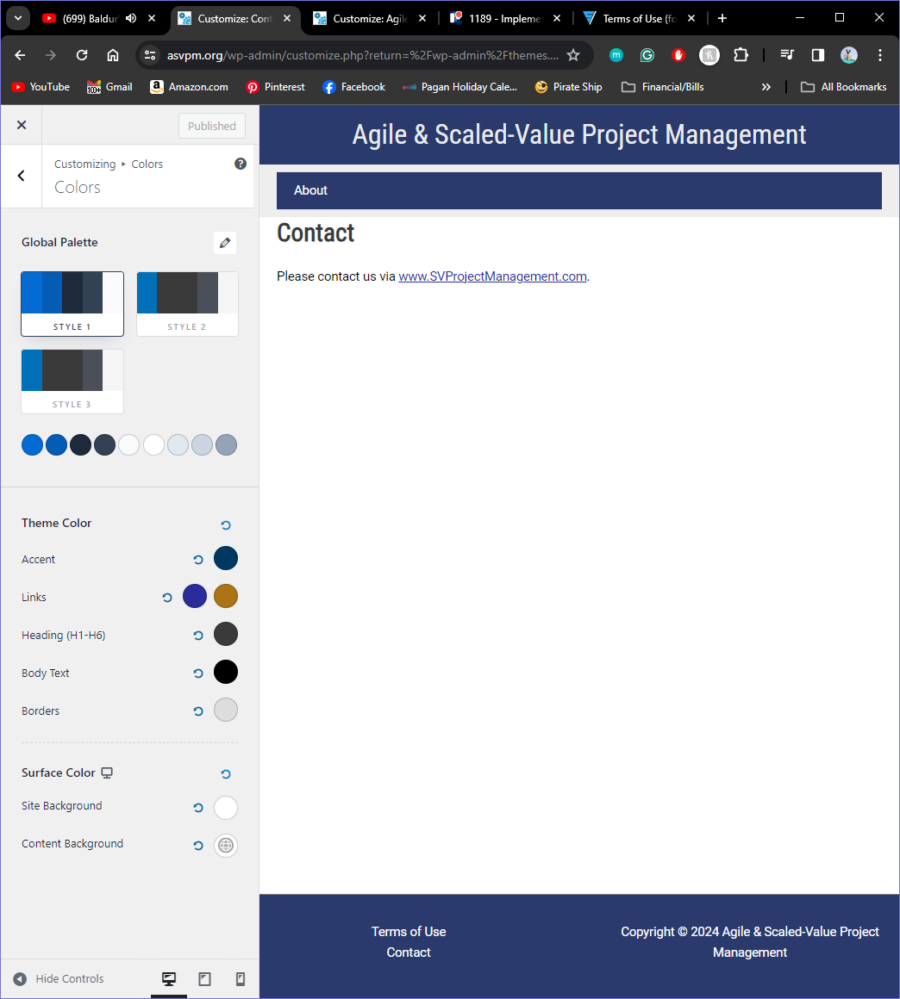 (699) Baldur'
Customize: Cont
Customize: Agile
1189 - Impleme
Terms of Use (fo
asvpm.org/wp-admin/customize.php?return=%2Fwp-admin%2Fthemes....
YouTube
100+
Gmail
Amazon.com
Pinterest
Facebook
Pagan Holiday Cale...
Pirate Ship
Financial/Bills
All Bookmarks
Published
Customizing ▸ Colors
Colors
Global Palette
STYLE 1
STYLE 2
STYLE 3
Theme Color
Accent
Links
Heading (H1-H6)
Body Text
Borders
Surface Color
Site Background
Content Background
Hide Controls
Agile & Scaled-Value Project Management
About
Contact
Please contact us via www.SVProjectManagement.com.
Terms of Use
Contact
Copyright © 2024 Agile & Scaled-Value Project
Management